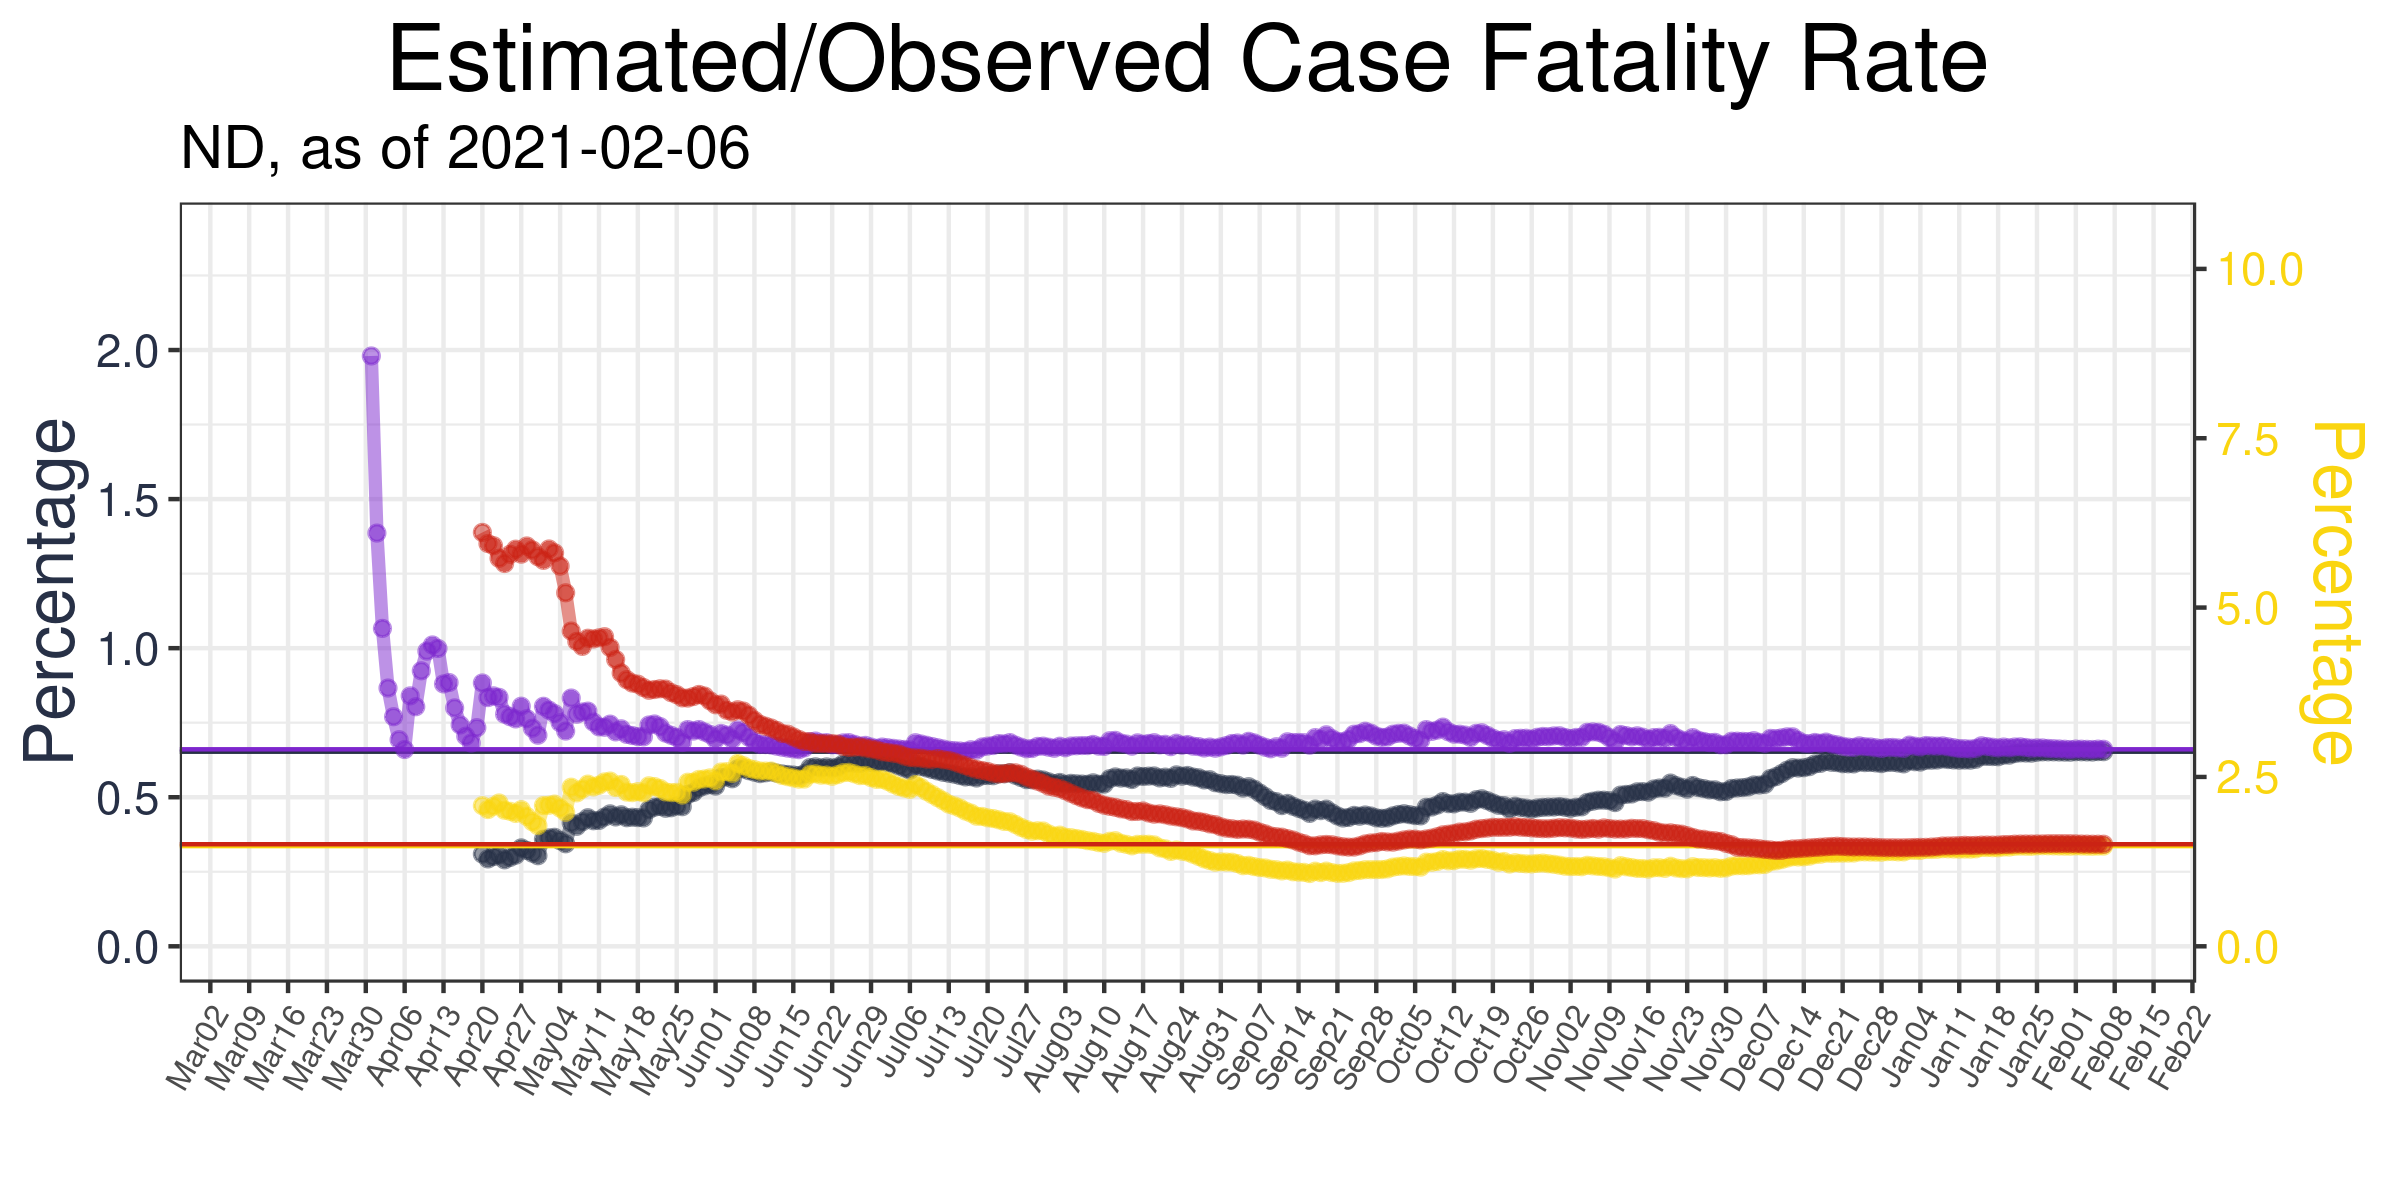 Estimated/Observed Case Fatality Rate
ND, as of 2021-02-06
Percentage
2.0
1.5
1.0
0.5
0.0
10.0
7.5
5.0
2.5
0.0
Percentage
Mar02
Mar09
Mar16
Mar23
Mar30
Apr06
Apr13
Apr20
Apr27
May04
May11
May18
May25
Jun01
Jun08
Jun15
Jun22
Jun29
Jul06
Jul13
Jul20
Jul27
Aug03
Aug10
Aug17
Aug24
Aug31
Sep07
Sep14
Sep21
Sep28
Oct05
Oct12
Oct19
Oct26
Nov02
Nov09
Nov16
Nov23
Nov30
Dec07
Dec14
Dec21
Dec28
Jan04
Jan11
Jan18
Jan25
Feb01
Feb08
Feb15
Feb22